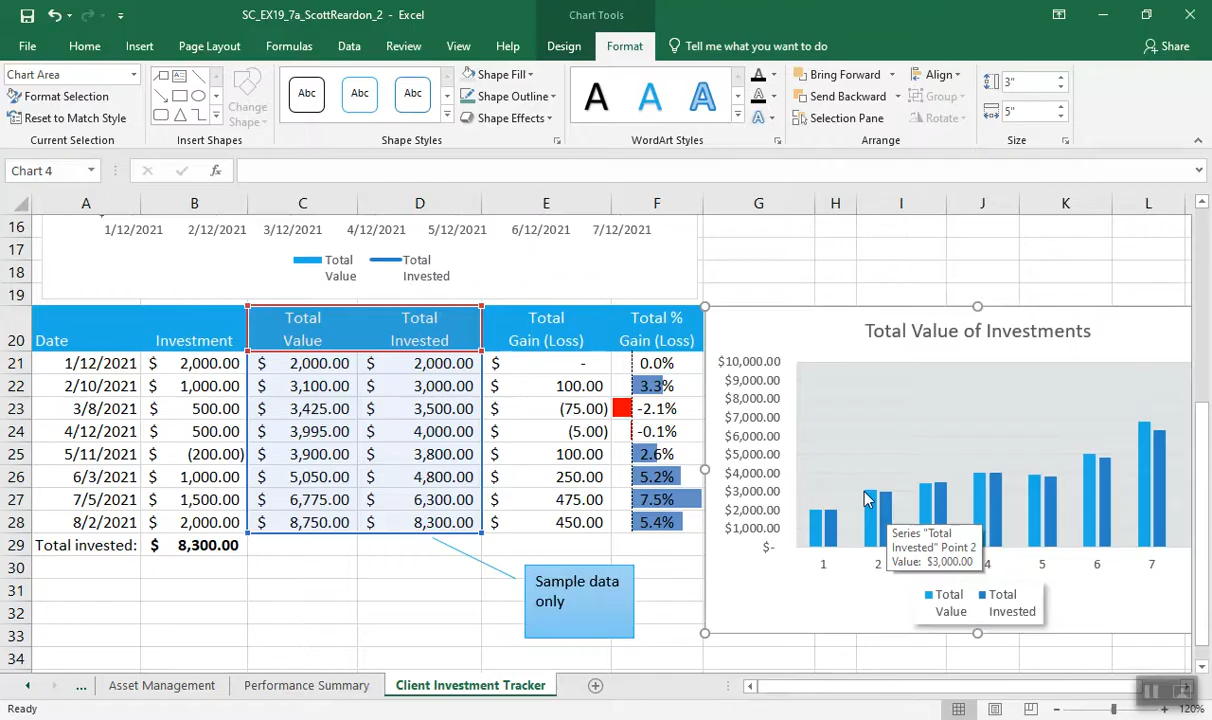 SC_EX19_7a_ScottReardon_2 - Excel
Chart Tools
File Home Insert Page Layout Formulas Data Review View Help Design Format Tell me what you want to do Share
Chart Area
Format Selection
Reset to Match Style
Current Selection
Change
Shape
Insert Shapes
Abc Abc Abc
Shape Fill
Shape Outline
Shape Effects
Shape Styles
A A A
A
A
A
WordArt Styles
Bring Forward
Send Backward
Selection Pane
Align
Group
Rotate
Arrange
3"
5"
Size
Chart 4
fx
A B C D E F G H I J K L
16
17
18
19
20
21
22
23
24
25
26
27
28
29
30
31
32
33
34
1/12/2021 2/12/2021 3/12/2021 4/12/2021 5/12/2021 6/12/2021 7/12/2021
Total
Value
Total
Invested
Date Investment Total Value Total Invested Total Gain (Loss) Total % Gain (Loss)
1/12/2021 $ 2,000.00 $ 2,000.00 $ 2,000.00 $ - 0.0%
2/10/2021 $ 1,000.00 $ 3,100.00 $ 3,000.00 100.00 3.3%
3/8/2021 $ 500.00 $ 3,425.00 $ 3,500.00 (75.00) -2.1%
4/12/2021 $ 500.00 $ 3,995.00 $ 4,000.00 (5.00) -0.1%
5/11/2021 $ (200.00) $ 3,900.00 $ 3,800.00 100.00 2.6%
6/3/2021 $ 1,000.00 $ 5,050.00 $ 4,800.00 250.00 5.2%
7/5/2021 $ 1,500.00 $ 6,775.00 $ 6,300.00 475.00 7.5%
8/2/2021 $ 2,000.00 $ 8,750.00 $ 8,300.00 450.00 5.4%
Total invested: $ 8,300.00
Sample data
only
Total Value of Investments
$10,000.00
$9,000.00
$8,000.00
$7,000.00
$6,000.00
$5,000.00
$4,000.00
$3,000.00
$2,000.00
$1,000.00
$-
1 2 4 5 6 7
Series "Total
Invested" Point 2
Value: $3,000.00
Total
Value
Total
Invested
... Asset Management Performance Summary Client Investment Tracker
Ready
120%